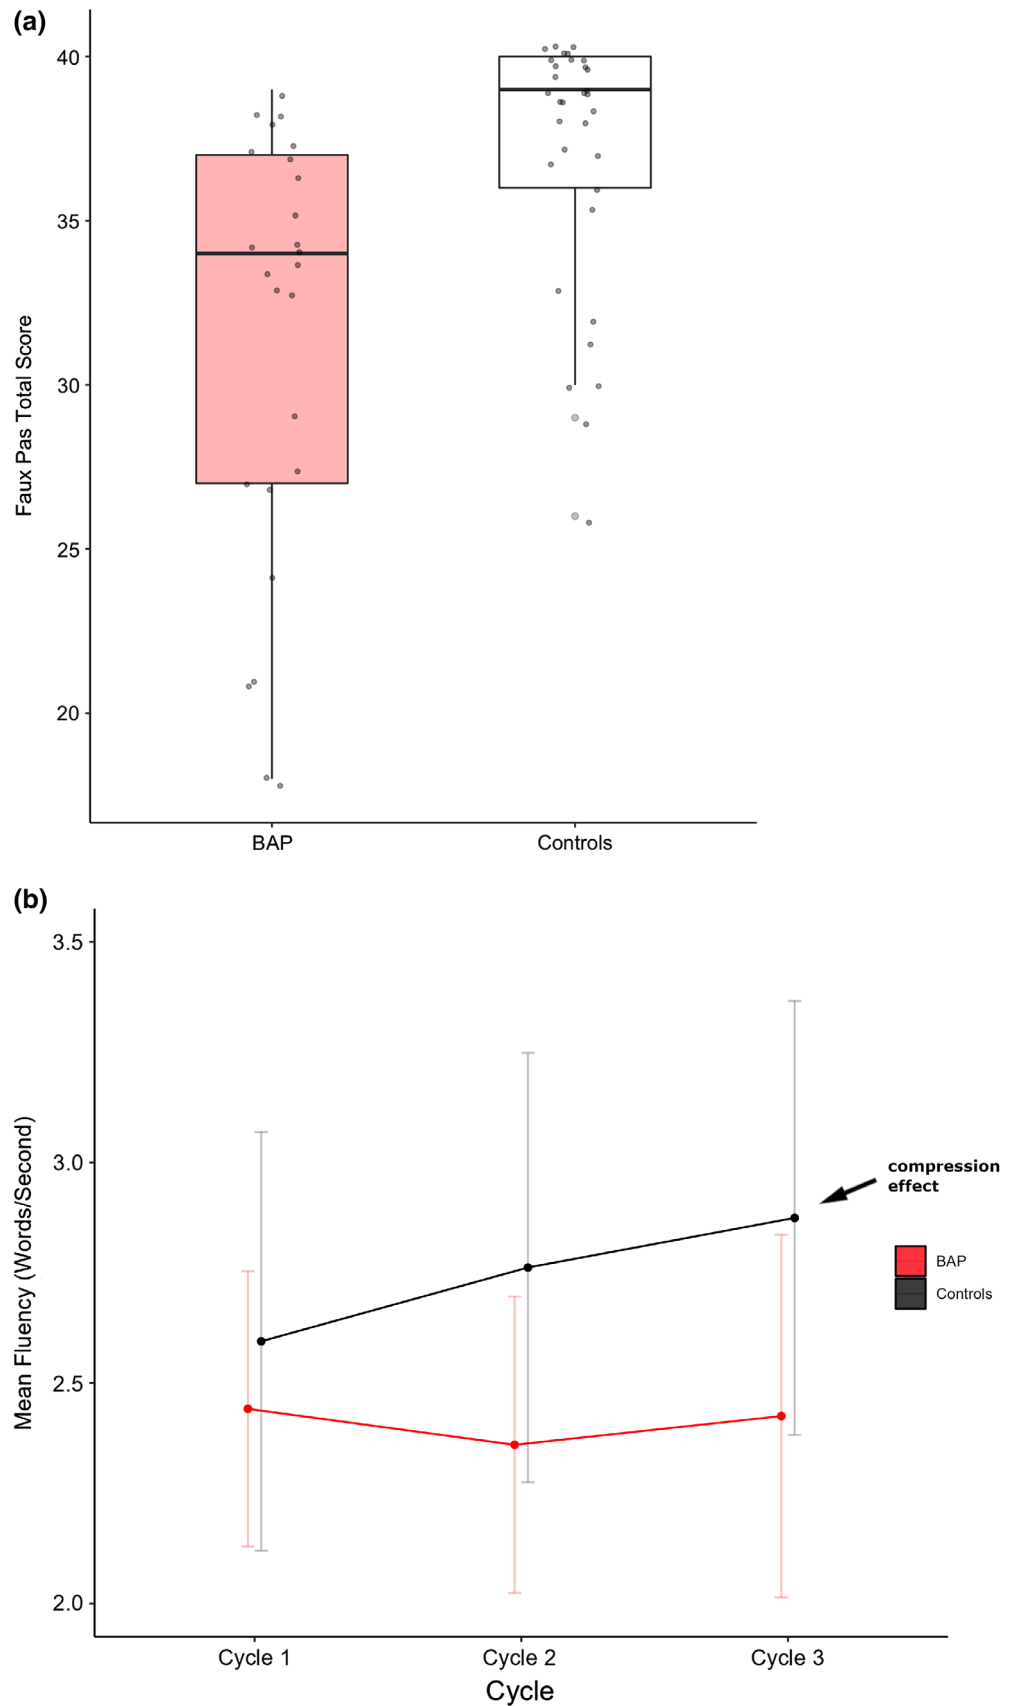 (a)
40
35
30
25
20
Faux Pas Total Score
BAP
Controls
(b)
3.5
3.0
2.5
2.0
Mean Fluency (Words/Second)
compression
effect
BAP
Controls
Cycle 1
Cycle 2
Cycle 3
Cycle